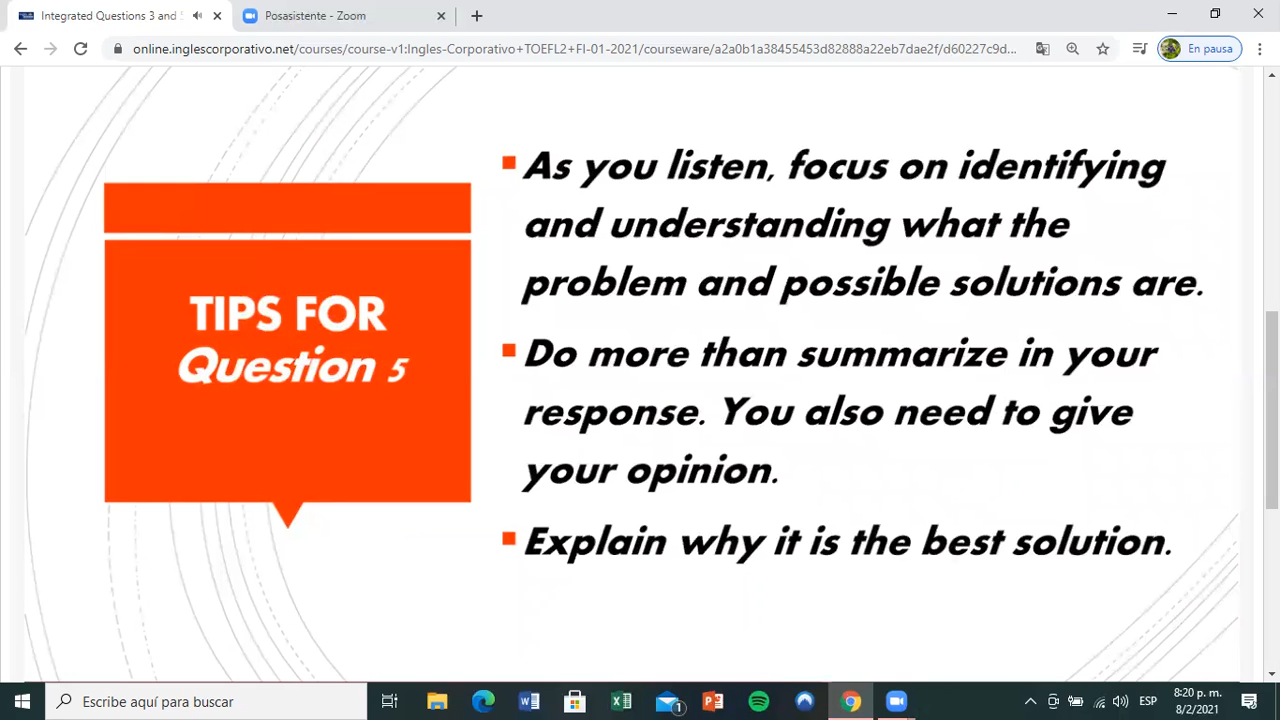 Integrated Questions 3 and 5
Posasistente - Zoom
online.inglescorporativo.net/courses/course-v1:Ingles-Corporativo+TOEFL2+FI-01-2021/courseware/a2a0b1a38455453d82888a22eb7dae2f/d60227c9d...
En pausa
TIPS FOR
Question 5
As you listen, focus on identifying
and understanding what the
problem and possible solutions are.
Do more than summarize in your
response. You also need to give
your opinion.
Explain why it is the best solution.
Escribe aquí para buscar
1
ESP
8:20 p. m.
8/2/2021